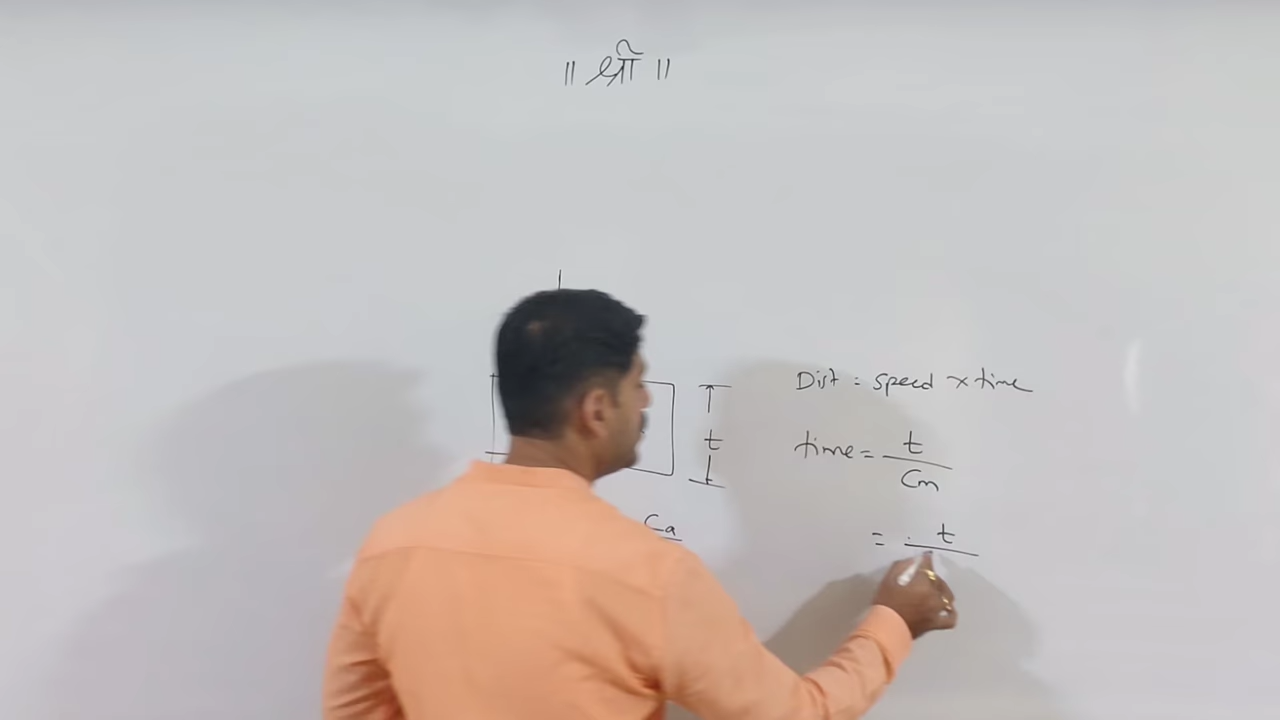 ॥ श्री ॥
Dist = speed × time
t
time = t / Cm
Ca
= t